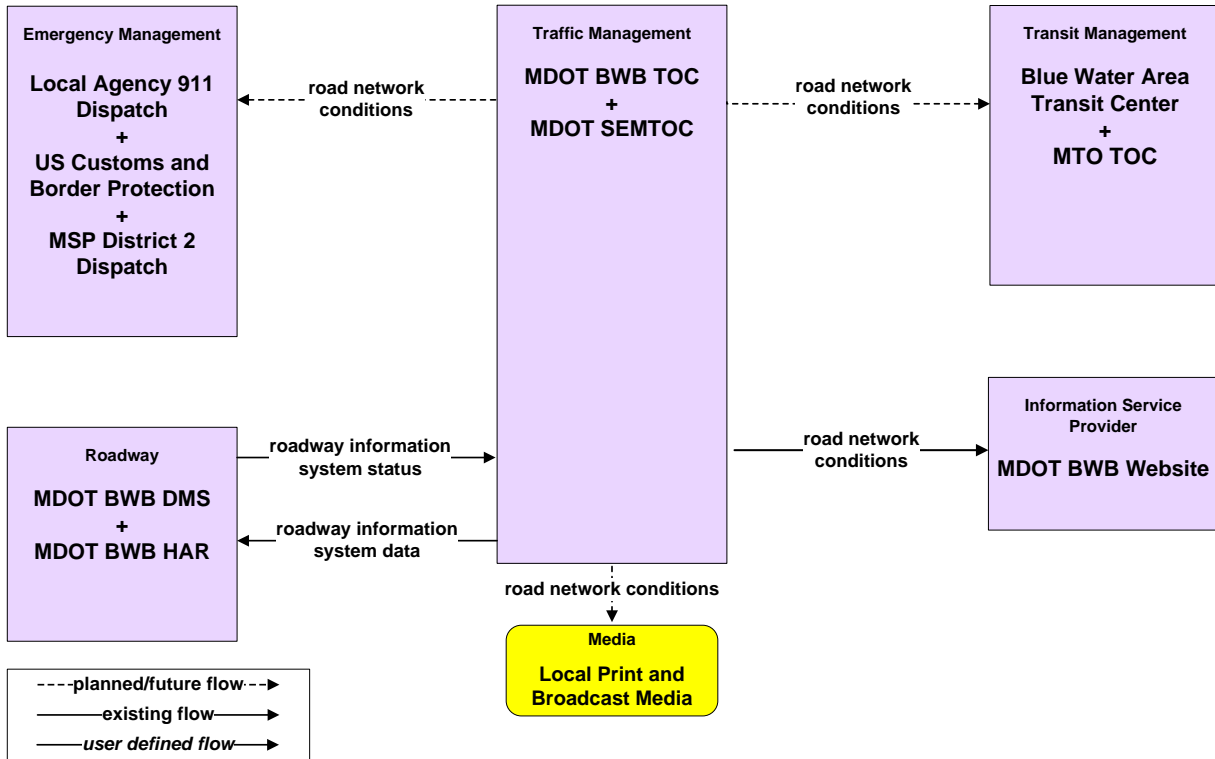 Emergency Management
Local Agency 911
Dispatch
+
US Customs and
Border Protection
+
MSP District 2
Dispatch
road network
conditions
Traffic Management
MDOT BWB TOC
+
MDOT SEMTOC
road network
conditions
Transit Management
Blue Water Area
Transit Center
+
MTO TOC
Roadway
MDOT BWB DMS
+
MDOT BWB HAR
roadway information
system status
roadway information
system data
road network
conditions
Information Service
Provider
MDOT BWB Website
road network conditions
Media
Local Print and
Broadcast Media
planned/future flow
existing flow
user defined flow